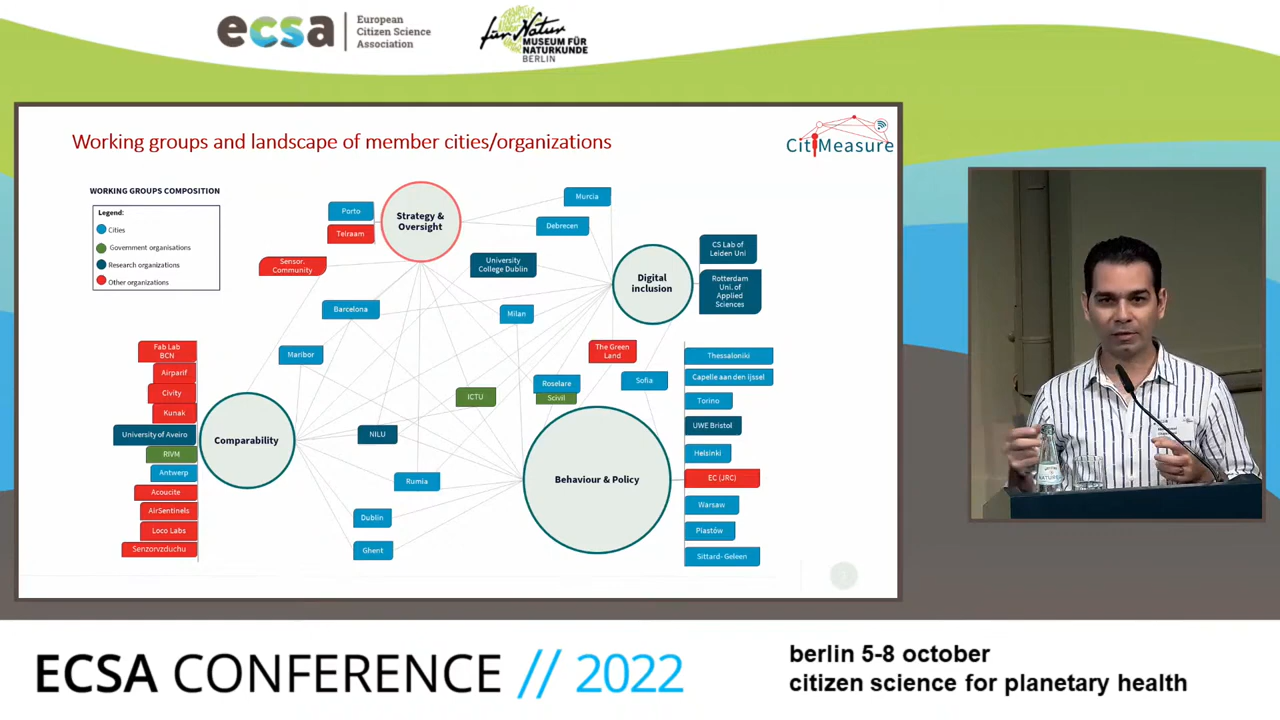 ecsa
European
Citizen Science
Association
für Natur
MUSEUM FÜR
NATURKUNDE
BERLIN
Working groups and landscape of member cities/organizations
CitiMeasure
WORKING GROUPS COMPOSITION
Legend:
Cities
Government organisations
Research organizations
Other organizations
Porto
Telraam
Sensor.
Community
Strategy &
Oversight
Murcia
Debrecen
University
College Dublin
Digital
inclusion
CS Lab of
Leiden Uni
Rotterdam
Uni. of
Applied
Sciences
Barcelona
Milan
Maribor
The Green
Land
Roselare
Scivil
Sofia
ICTU
NILU
Rumia
Dublin
Ghent
Fab Lab
BCN
Airparif
Civity
Kunak
University of Aveiro
RIVM
Antwerp
Acoucite
AirSentinels
Loco Labs
Senzorvzduchu
Comparability
Behaviour & Policy
Thessaloniki
Capelle aan den Ijssel
Torino
UWE Bristol
Helsinki
EC (JRC)
Warsaw
Piastów
Sittard- Geleen
ECSA CONFERENCE // 2022
berlin 5-8 october
citizen science for planetary health